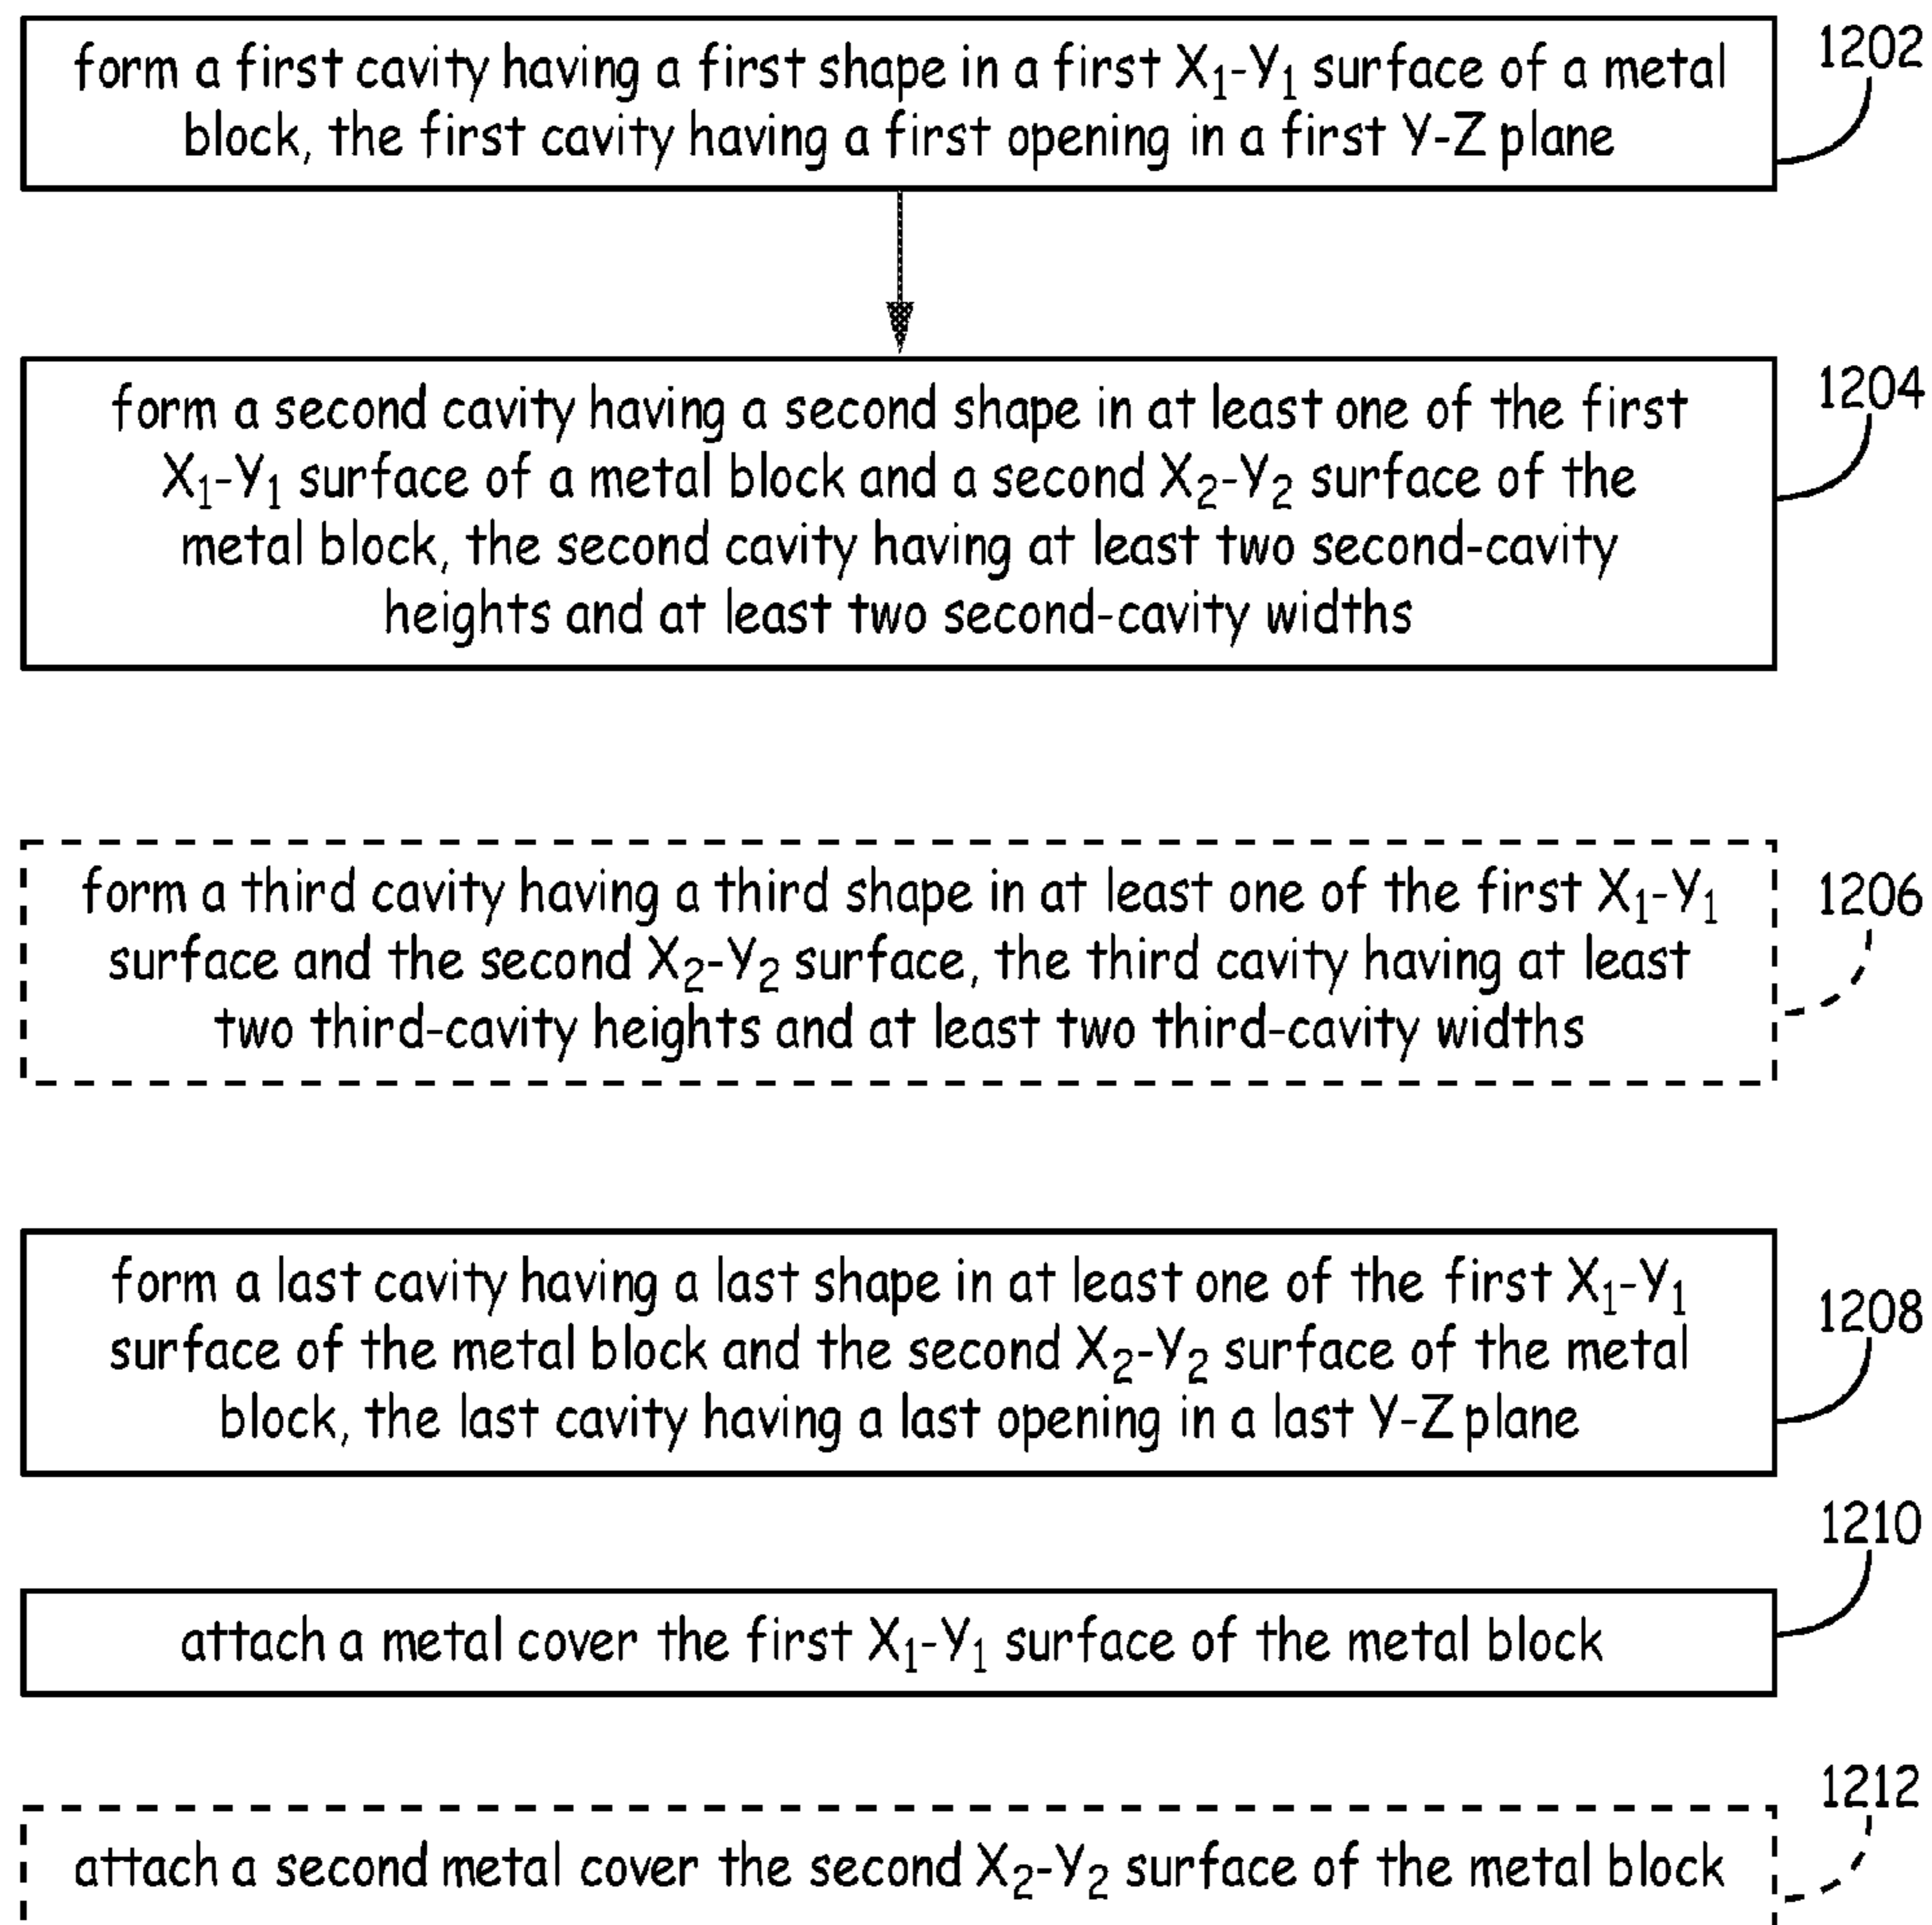 form a first cavity having a first shape in a first X₁-Y₁ surface of a metal
block, the first cavity having a first opening in a first Y-Z plane
1202
form a second cavity having a second shape in at least one of the first
X₁-Y₁ surface of a metal block and a second X₂-Y₂ surface of the
metal block, the second cavity having at least two second-cavity
heights and at least two second-cavity widths
1204
form a third cavity having a third shape in at least one of the first X₁-Y₁
surface and the second X₂-Y₂ surface, the third cavity having at least
two third-cavity heights and at least two third-cavity widths
1206
form a last cavity having a last shape in at least one of the first X₁-Y₁
surface of the metal block and the second X₂-Y₂ surface of the metal
block, the last cavity having a last opening in a last Y-Z plane
1208
1210
attach a metal cover the first X₁-Y₁ surface of the metal block
1212
attach a second metal cover the second X₂-Y₂ surface of the metal block